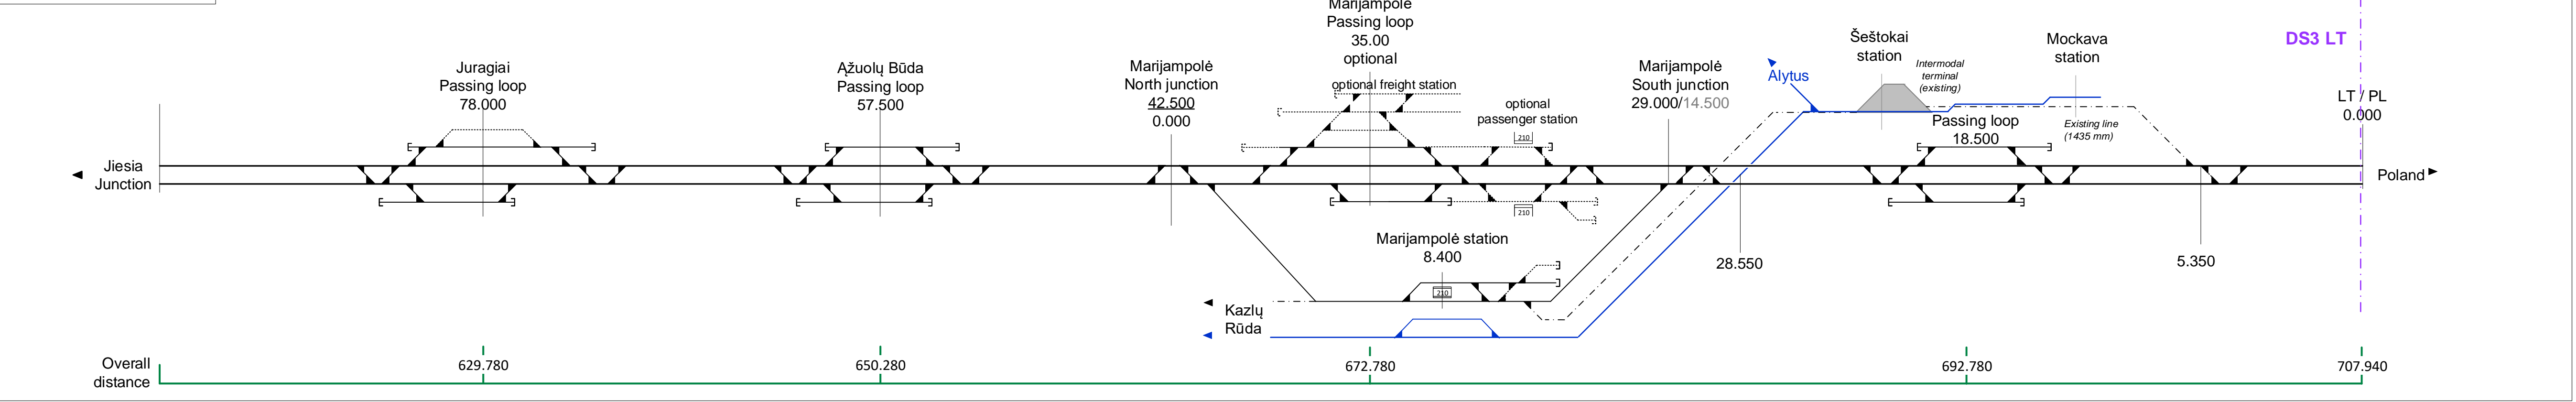 Marijampolė
Passing loop
35.00
optional
optional freight station
Juragiai
Passing loop
78.000
Ąžuolų Būda
Passing loop
57.500
Marijampolė
North junction
42.500
0.000
optional
passenger station
210
210
Marijampolė
South junction
29.000/14.500
Alytus
Šeštokai
station
Intermodal
terminal
(existing)
Mockava
station
Existing line
(1435 mm)
Passing loop
18.500
DS3 LT
LT / PL
0.000
Jiesia
Junction
Poland
Marijampolė station
8.400
210
28.550
5.350
Kazlų
Rūda
Overall
distance
629.780
650.280
672.780
692.780
707.940